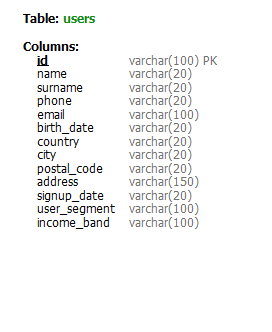 Table: users
Columns:
id varchar(100) PK
name varchar(20)
surname varchar(20)
phone varchar(20)
email varchar(100)
birth_date varchar(20)
country varchar(20)
city varchar(20)
postal_code varchar(20)
address varchar(150)
signup_date varchar(20)
user_segment varchar(100)
income_band varchar(100)